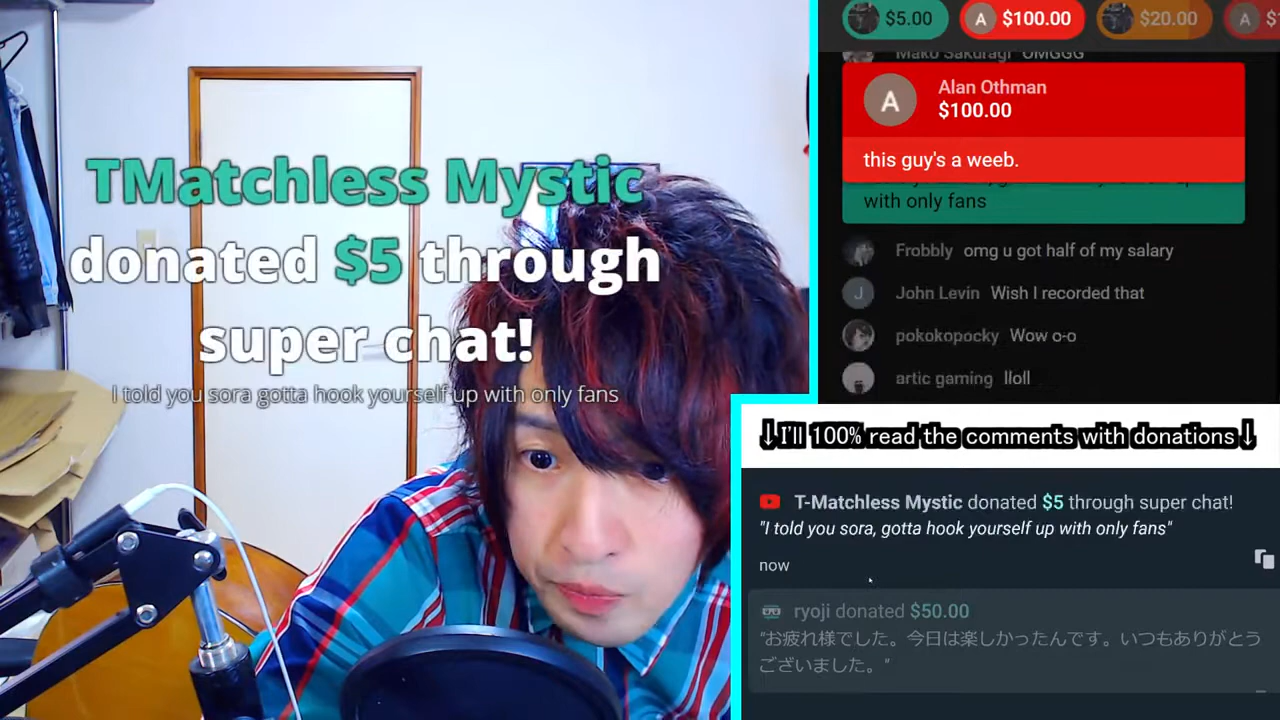 TMatchless Mystic
donated $5 through
super chat!
I told you sora gotta hook yourself up with only fans
$5.00
A $100.00
$20.00
A
Mako Sakuragi OMGGG
A
Alan Othman
$100.00
this guy's a weeb.
with only fans
Frobbly omg u got half of my salary
J John Levin Wish I recorded that
pokokopocky Wow o-o
artic gaming lloll
↓I'll 100% read the comments with donations↓
T-Matchless Mystic donated $5 through super chat!
"I told you sora, gotta hook yourself up with only fans"
now
ryoji donated $50.00
"お疲れ様でした。今日は楽しかったんです。いつもありがとう
ございました。"